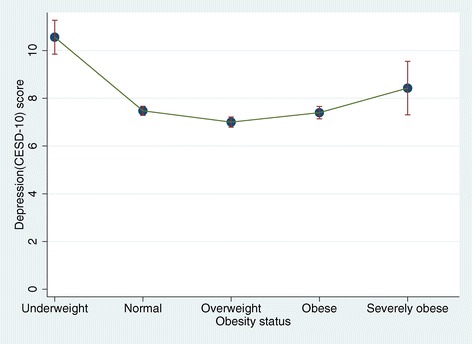 Depression(CESD-10) score
10
8
6
4
2
0
Underweight Normal Overweight Obese Severely obese
Obesity status